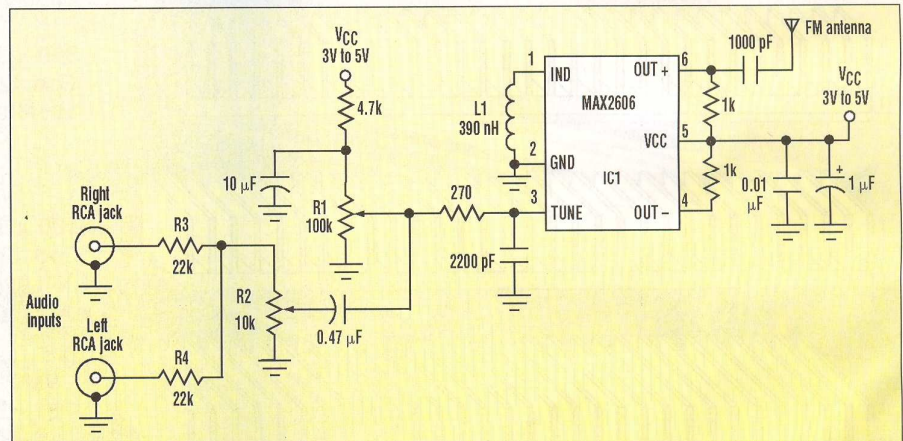 FM antenna
1000 pF
VCC
3V to 5V
4.7k
10 µF
R1
100k
L1
390 nH
1
IND
2
GND
3
TUNE
MAX2606
IC1
OUT +
6
VCC
5
OUT–
4
1k
1k
VCC
3V to 5V
0.01
µF
+
1 µF
270
2200 pF
Right
RCA jack
R3
22k
Audio
inputs
Left
RCA jack
R4
22k
R2
10k
0.47 µF